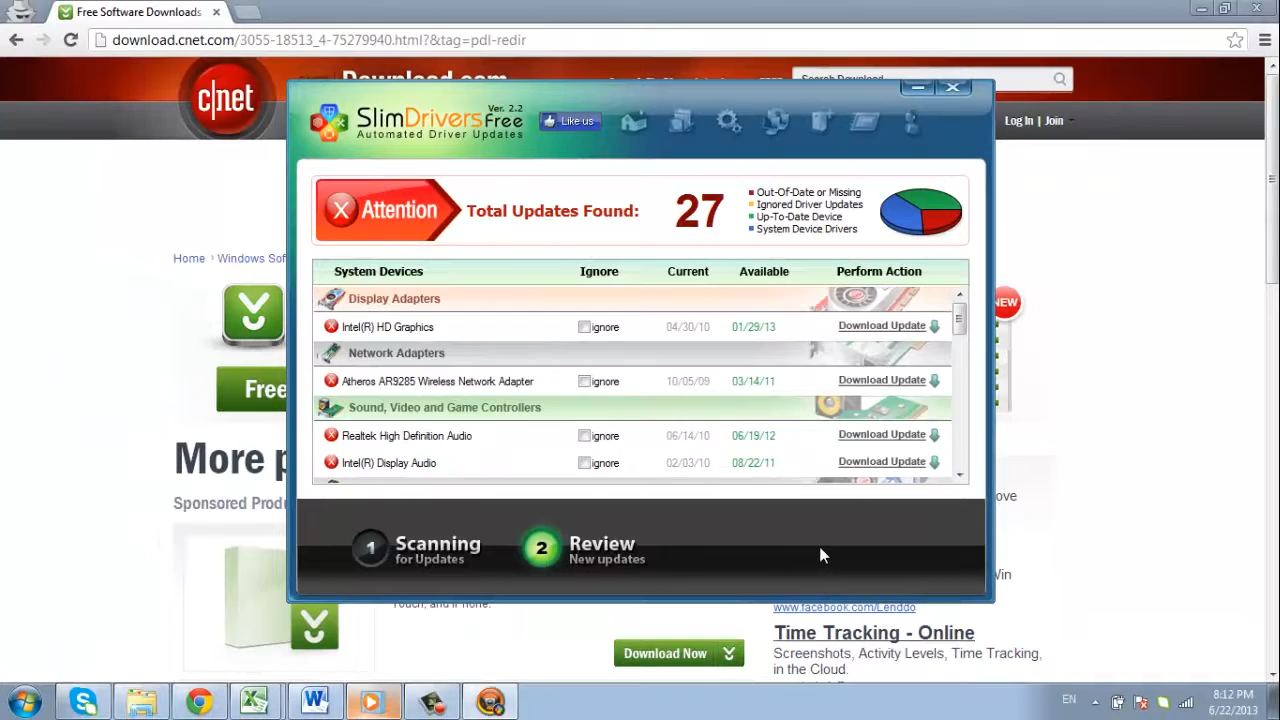 Free Software Downloads
download.cnet.com/3055-18513_4-75279940.html?&tag=pdl-redir
c|net
Download.com
Search Download
Log In | Join
SlimDrivers Free
Ver. 2.2
Automated Driver Updates
Like us
Attention
Total Updates Found: 27
Out-Of-Date or Missing
Ignored Driver Updates
Up-To-Date Device
System Device Drivers
System Devices Ignore Current Available Perform Action
Display Adapters
Intel(R) HD Graphics ignore 04/30/10 01/29/13 Download Update
Network Adapters
Atheros AR9285 Wireless Network Adapter ignore 10/05/09 03/14/11 Download Update
Sound, Video and Game Controllers
Realtek High Definition Audio ignore 06/14/10 06/19/12 Download Update
Intel(R) Display Audio ignore 02/03/10 08/22/11 Download Update
1 Scanning
for Updates
2 Review
New updates
Home › Windows Sof
NEW
Free
More p
Sponsored Prod
ove
Win
www.facebook.com/Lenddo
Time Tracking - Online
Screenshots, Activity Levels, Time Tracking,
in the Cloud.
Download Now
EN
8:12 PM
6/22/2013